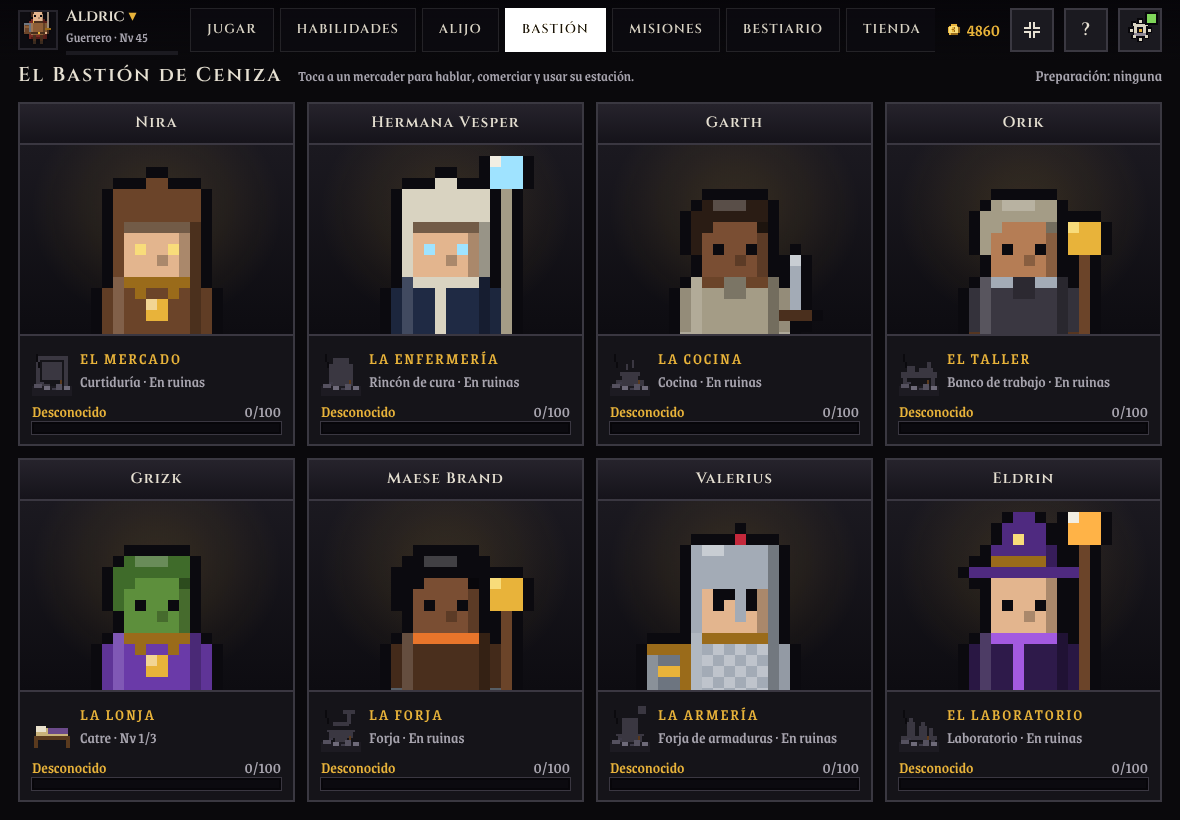 Aldric ▾
Guerrero · Nv 45
JUGAR
HABILIDADES
ALIJO
BASTIÓN
MISIONES
BESTIARIO
TIENDA
4860
?
El Bastión de Ceniza
Toca a un mercader para hablar, comerciar y usar su estación.
Preparación: ninguna
Nira
Hermana Vesper
Garth
Orik
EL MERCADO
Curtiduría · En ruinas
Desconocido 0/100
LA ENFERMERÍA
Rincón de cura · En ruinas
Desconocido 0/100
LA COCINA
Cocina · En ruinas
Desconocido 0/100
EL TALLER
Banco de trabajo · En ruinas
Desconocido 0/100
Grizk
Maese Brand
Valerius
Eldrin
LA LONJA
Catre · Nv 1/3
Desconocido 0/100
LA FORJA
Forja · En ruinas
Desconocido 0/100
LA ARMERÍA
Forja de armaduras · En ruinas
Desconocido 0/100
EL LABORATORIO
Laboratorio · En ruinas
Desconocido 0/100